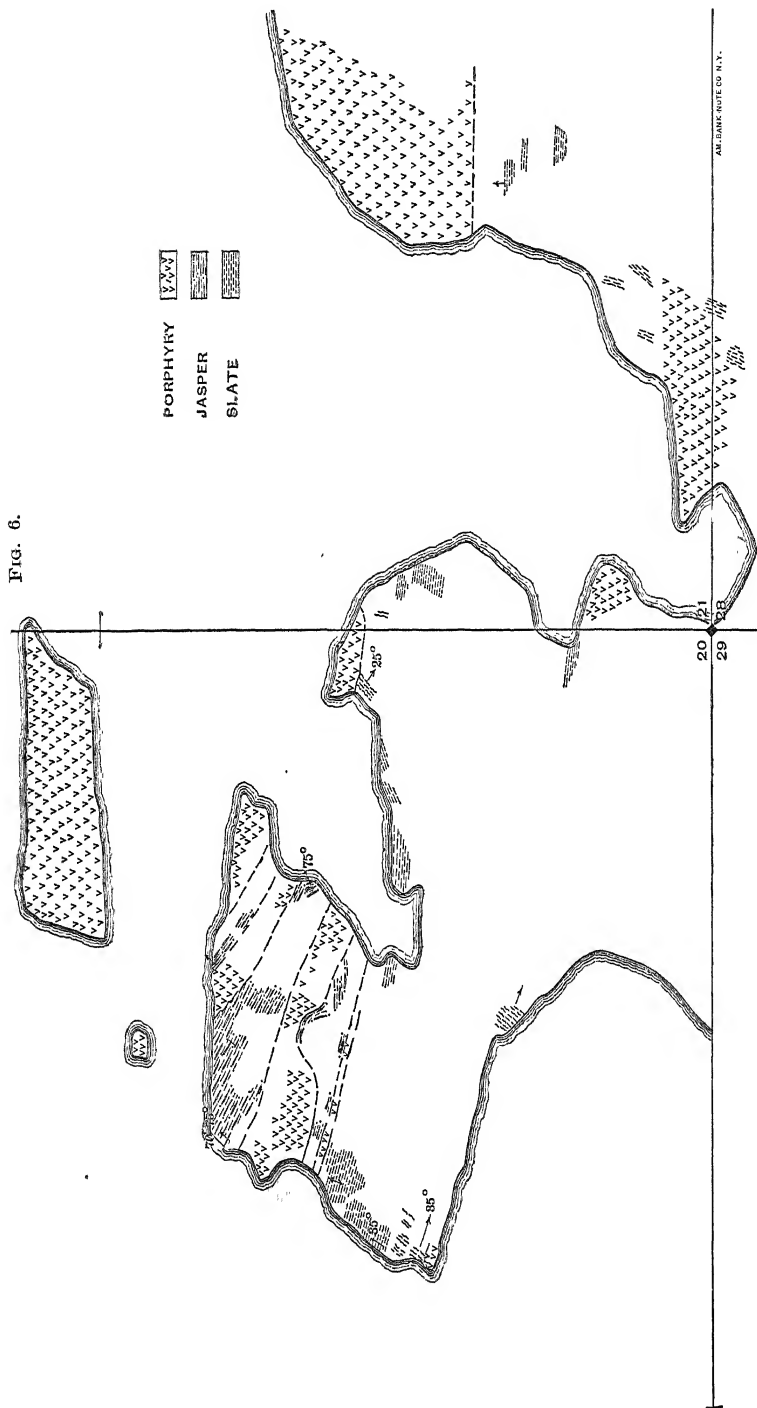 FIG. 6.
PORPHYRY
JASPER
SLATE
75°
25°
85°
20 21
29 28
AM. BANK NOTE CO N.Y.